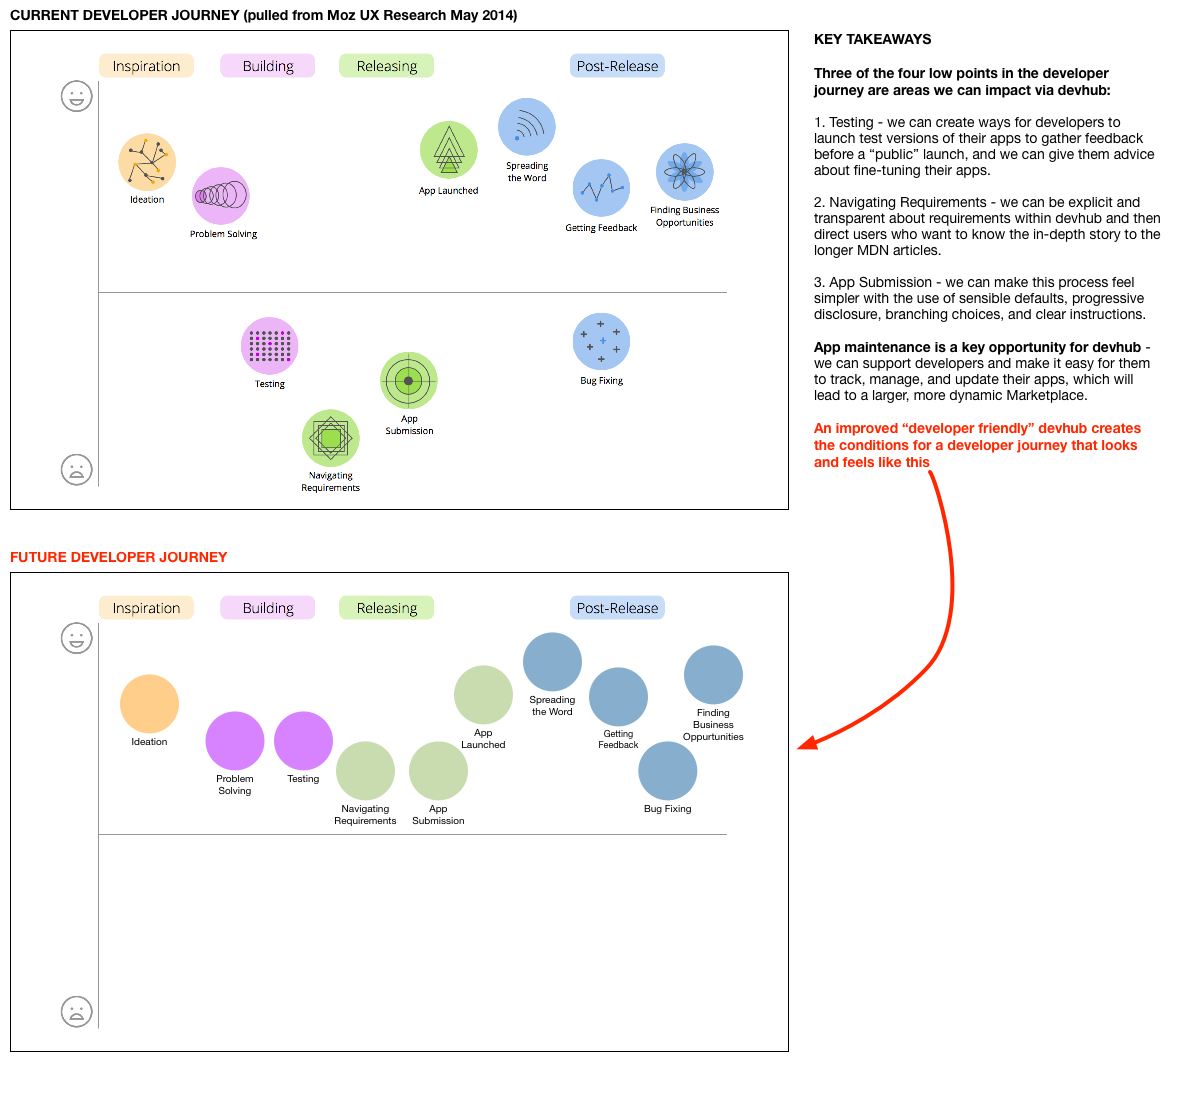 CURRENT DEVELOPER JOURNEY (pulled from Moz UX Research May 2014)
Inspiration
Building
Releasing
Post-Release
Ideation
Problem Solving
App Launched
Spreading
the Word
Getting Feedback
Finding Business
Opportunities
Testing
Navigating
Requirements
App
Submission
Bug Fixing
KEY TAKEAWAYS
Three of the four low points in the developer
journey are areas we can impact via devhub:
1. Testing - we can create ways for developers to
launch test versions of their apps to gather feedback
before a “public” launch, and we can give them advice
about fine-tuning their apps.
2. Navigating Requirements - we can be explicit and
transparent about requirements within devhub and then
direct users who want to know the in-depth story to the
longer MDN articles.
3. App Submission - we can make this process feel
simpler with the use of sensible defaults, progressive
disclosure, branching choices, and clear instructions.
App maintenance is a key opportunity for devhub -
we can support developers and make it easy for them
to track, manage, and update their apps, which will
lead to a larger, more dynamic Marketplace.
An improved “developer friendly” devhub creates
the conditions for a developer journey that looks
and feels like this
FUTURE DEVELOPER JOURNEY
Inspiration
Building
Releasing
Post-Release
Ideation
Problem
Solving
Testing
Navigating
Requirements
App
Submission
App
Launched
Spreading
the Word
Getting
Feedback
Bug Fixing
Finding
Business
Oppurtunities